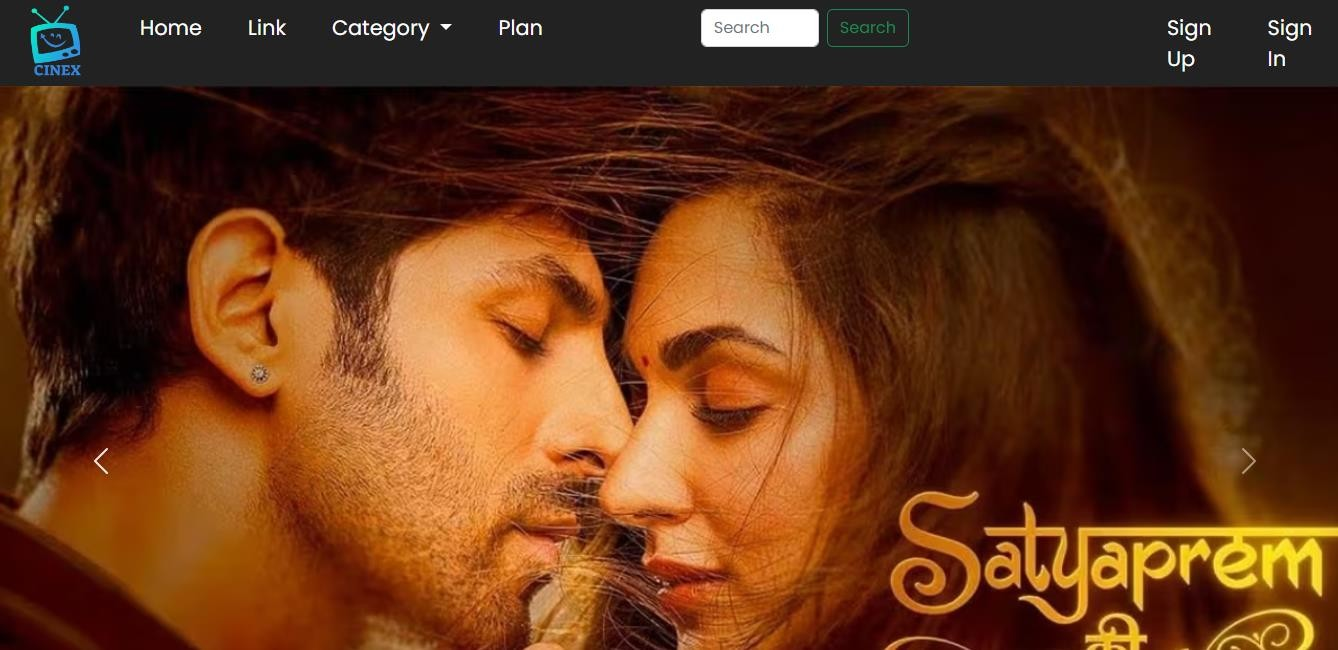 CINEX
Home Link Category Plan Search Search Sign Up Sign In
Satyaprem
की